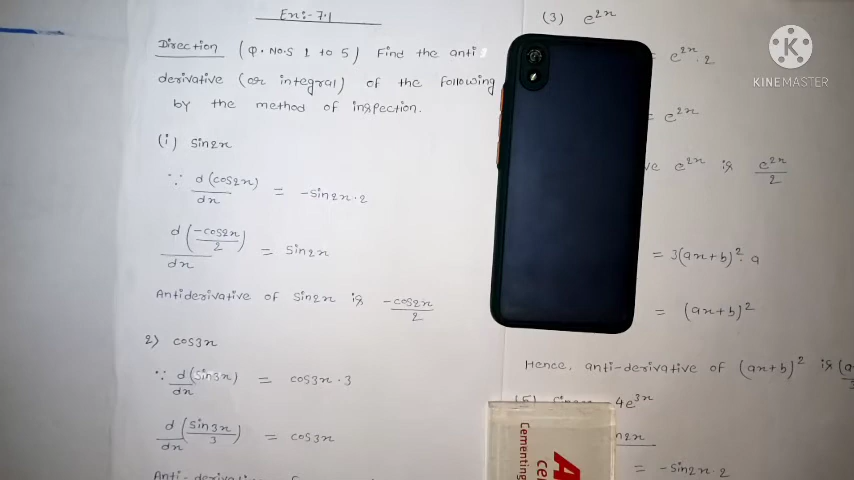 Ex:- 7.1
Direction (Q. No.S 1 to 5) Find the anti
derivative (or integral) of the following
by the method of inspection.
(i) sin2x
∵ d(cos2x)/dx = -sin2x·2
d(-cos2x/2)/dx = sin2x
Antiderivative of sin2x is -cos2x/2
2) cos3x
∵ d(sin3x)/dx = cos3x·3
d(sin3x/3)/dx = cos3x
(3) e^2x
= e^2x·2
= e^2x
e^2x is e^2x/2
= 3(ax+b)^2·a
= (ax+b)^2
Hence, anti-derivative of (ax+b)^2 is
4e^3x
= -sin2x·2
K
KINEMASTER
Cementing